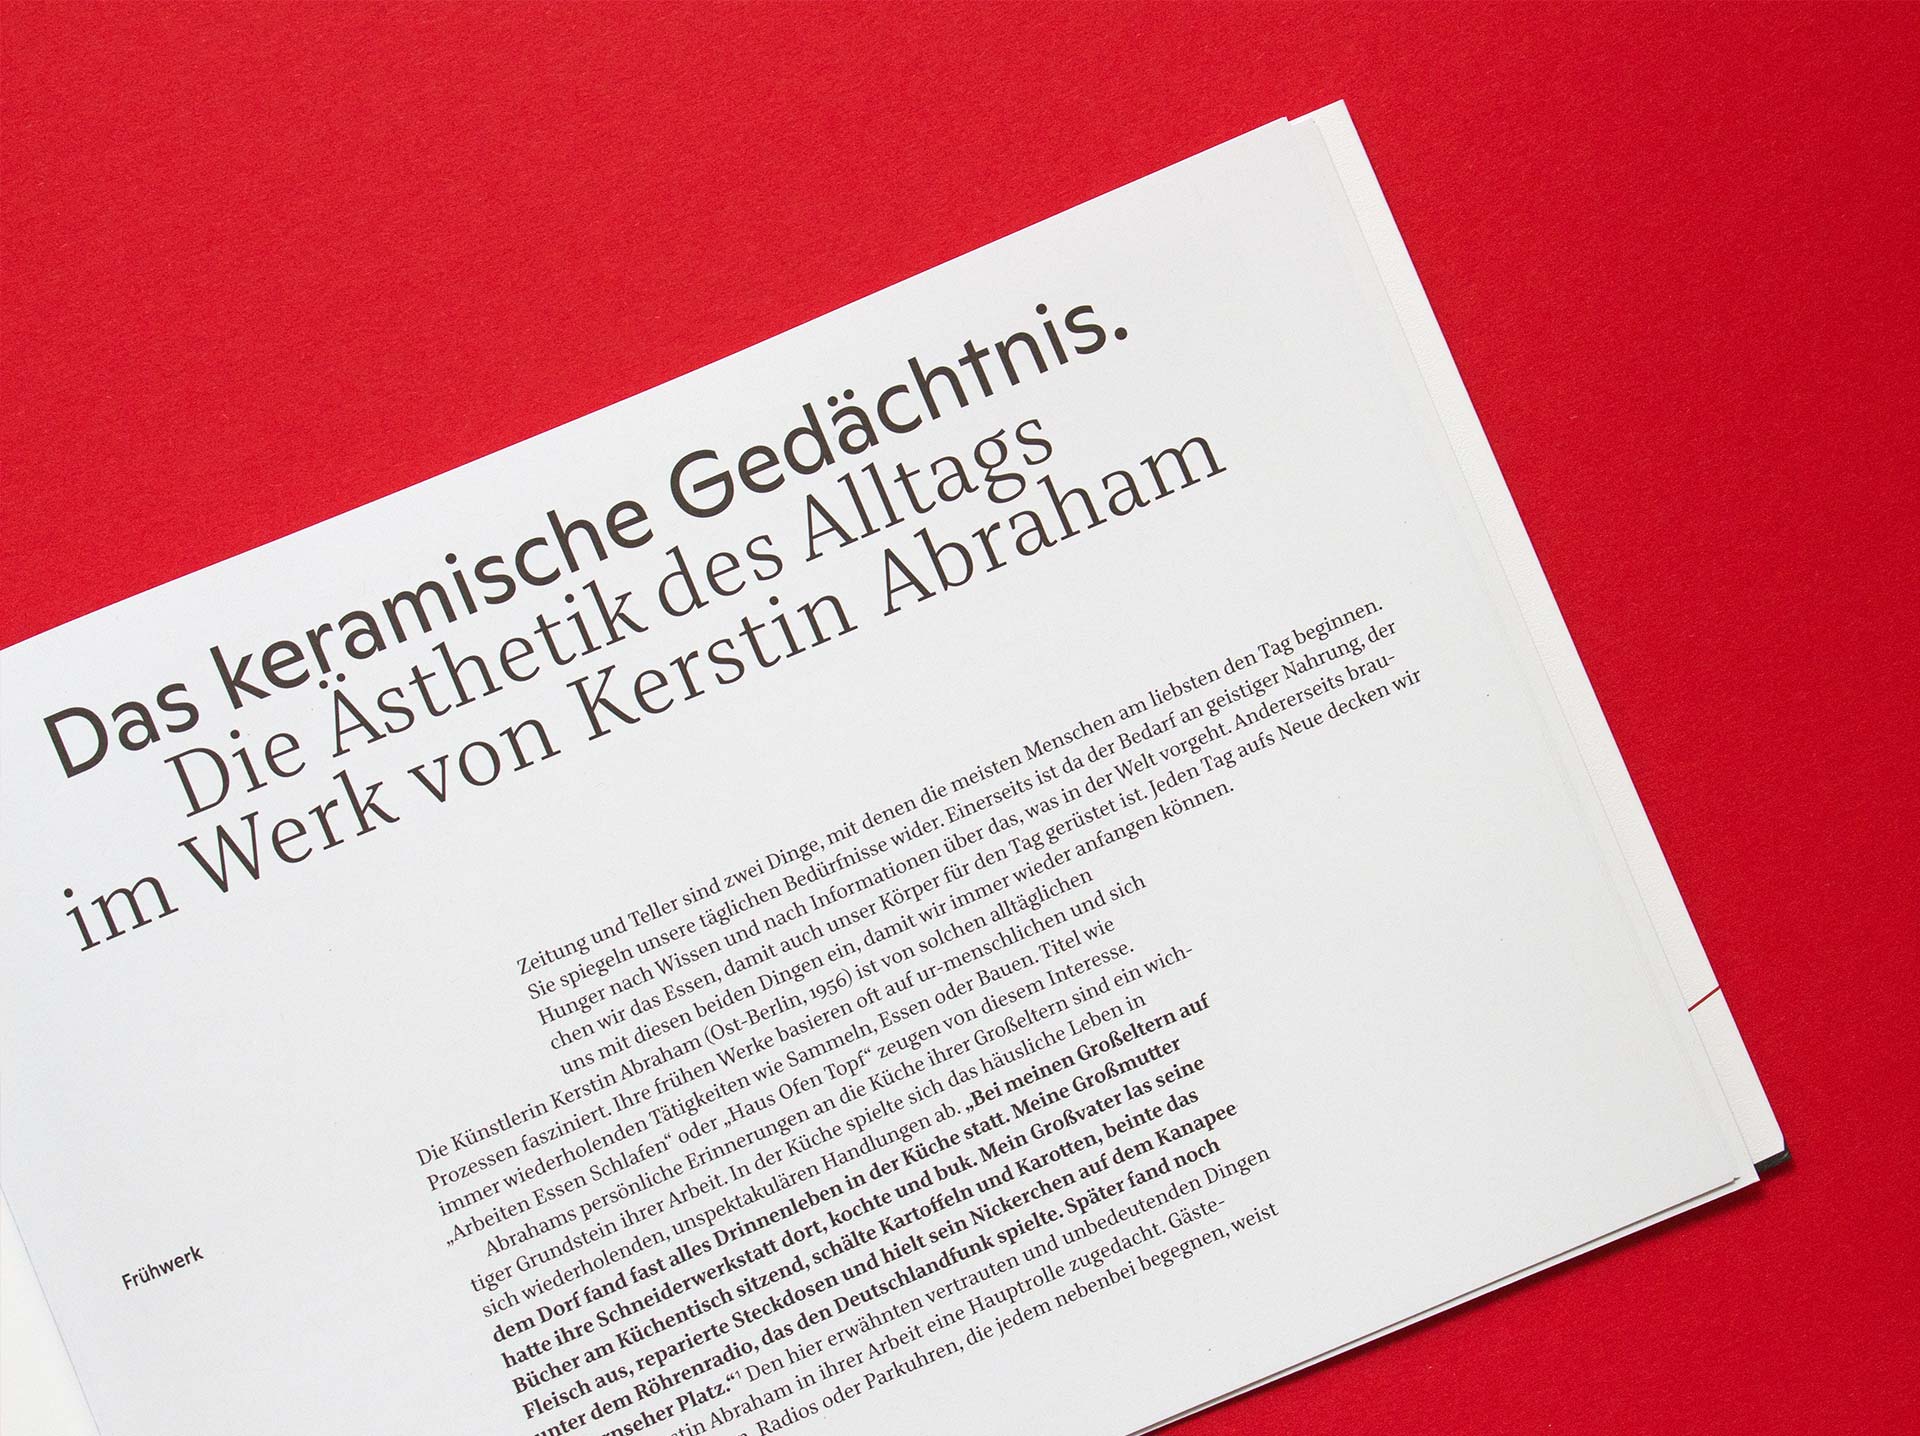 Das keramische Gedächtnis.
Die Ästhetik des Alltags
im Werk von Kerstin Abraham
Zeitung und Teller sind zwei Dinge, mit denen die meisten Menschen am liebsten den Tag beginnen.
Sie spiegeln unsere täglichen Bedürfnisse wider. Einerseits ist da der Bedarf an geistiger Nahrung, der
Hunger nach Wissen und nach Informationen über das, was in der Welt vorgeht. Andererseits brau-
chen wir das Essen, damit auch unser Körper für den Tag gerüstet ist. Jeden Tag aufs Neue decken wir
uns mit diesen beiden Dingen ein, damit wir immer wieder anfangen können.
Die Künstlerin Kerstin Abraham (Ost-Berlin, 1956) ist von solchen alltäglichen
Prozessen fasziniert. Ihre frühen Werke basieren oft auf ur-menschlichen und sich
immer wiederholenden Tätigkeiten wie Sammeln, Essen oder Bauen. Titel wie
„Arbeiten Essen Schlafen“ oder „Haus Ofen Topf“ zeugen von diesem Interesse.
Abrahams persönliche Erinnerungen an die Küche ihrer Großeltern sind ein wich-
tiger Grundstein ihrer Arbeit. In der Küche spielte sich das häusliche Leben in
sich wiederholenden, unspektakulären Handlungen ab. „Bei meinen Großeltern auf
dem Dorf fand fast alles Drinnenleben in der Küche statt. Meine Großmutter
hatte ihre Schneiderwerkstatt dort, kochte und buk. Mein Großvater las seine
Bücher am Küchentisch sitzend, schälte Kartoffeln und Karotten, beinte das
Fleisch aus, reparierte Steckdosen und hielt sein Nickerchen auf dem Kanapee
unter dem Röhrenradio, das den Deutschlandfunk spielte. Später fand noch
Platz.“¹ Den hier erwähnten vertrauten und unbedeutenden Dingen
Abraham in ihrer Arbeit eine Hauptrolle zugedacht. Gäste-
Radios oder Parkuhren, die jedem nebenbei begegnen, weist
Frühwerk